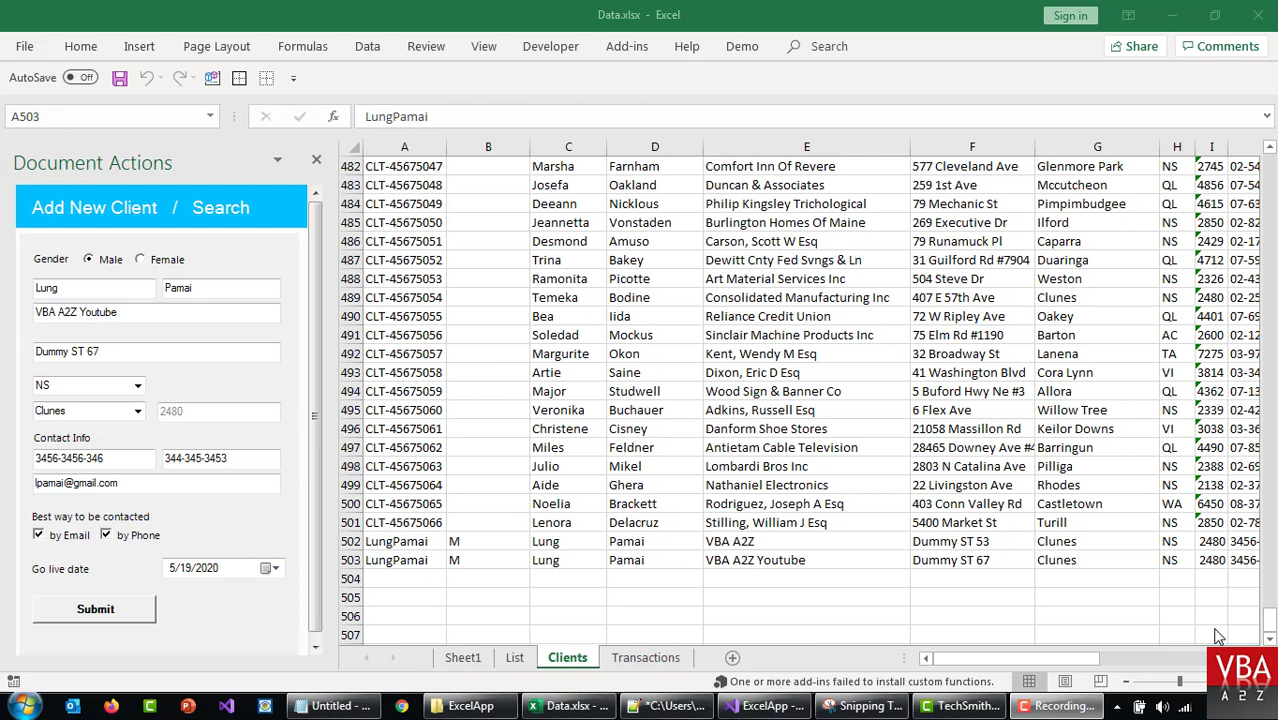 Data.xlsx - Excel
Sign in
File Home Insert Page Layout Formulas Data Review View Developer Add-ins Help Demo Search Share Comments
AutoSave Off
A503 fx LungPamai
Document Actions
Add New Client / Search
Gender Male Female
Lung Pamai
VBA A2Z Youtube
Dummy ST 67
NS
Clunes 2480
Contact Info
3456-3456-346 344-345-3453
lpamai@gmail.com
Best way to be contacted
by Email by Phone
Go live date 5/19/2020
Submit
A B C D E F G H I
482 CLT-45675047 Marsha Farnham Comfort Inn Of Revere 577 Cleveland Ave Glenmore Park NS 2745 02-54
483 CLT-45675048 Josefa Oakland Duncan & Associates 259 1st Ave Mccutcheon QL 4856 07-54
484 CLT-45675049 Deeann Nicklous Philip Kingsley Trichological 79 Mechanic St Pimpimbudgee QL 4615 07-63
485 CLT-45675050 Jeannetta Vonstaden Burlington Homes Of Maine 269 Executive Dr Ilford NS 2850 02-82
486 CLT-45675051 Desmond Amuso Carson, Scott W Esq 79 Runamuck Pl Caparra NS 2429 02-17
487 CLT-45675052 Trina Bakey Dewitt Cnty Fed Svngs & Ln 31 Guilford Rd #7904 Duaringa QL 4712 07-59
488 CLT-45675053 Ramonita Picotte Art Material Services Inc 504 Steve Dr Weston NS 2326 02-43
489 CLT-45675054 Temeka Bodine Consolidated Manufacturing Inc 407 E 57th Ave Clunes NS 2480 02-25
490 CLT-45675055 Bea Iida Reliance Credit Union 72 W Ripley Ave Oakey QL 4401 07-69
491 CLT-45675056 Soledad Mockus Sinclair Machine Products Inc 75 Elm Rd #1190 Barton AC 2600 02-12
492 CLT-45675057 Margurite Okon Kent, Wendy M Esq 32 Broadway St Lanena TA 7275 03-97
493 CLT-45675058 Artie Saine Dixon, Eric D Esq 41 Washington Blvd Cora Lynn VI 3814 03-34
494 CLT-45675059 Major Studwell Wood Sign & Banner Co 5 Buford Hwy Ne #3 Allora QL 4362 07-13
495 CLT-45675060 Veronika Buchauer Adkins, Russell Esq 6 Flex Ave Willow Tree NS 2339 02-42
496 CLT-45675061 Christene Cisney Danform Shoe Stores 21058 Massillon Rd Keilor Downs VI 3038 03-36
497 CLT-45675062 Miles Feldner Antietam Cable Television 28465 Downey Ave #4 Barringun QL 4490 07-85
498 CLT-45675063 Julio Mikel Lombardi Bros Inc 2803 N Catalina Ave Pilliga NS 2388 02-69
499 CLT-45675064 Aide Ghera Nathaniel Electronics 22 Livingston Ave Rhodes NS 2138 02-67
500 CLT-45675065 Noelia Brackett Rodriguez, Joseph A Esq 403 Conn Valley Rd Castletown WA 6450 08-37
501 CLT-45675066 Lenora Delacruz Stilling, William J Esq 5400 Market St Turill NS 2850 02-78
502 LungPamai M Lung Pamai VBA A2Z Dummy ST 53 Clunes NS 2480 3456-
503 LungPamai M Lung Pamai VBA A2Z Youtube Dummy ST 67 Clunes NS 2480 3456-
504
505
506
507
Sheet1 List Clients Transactions
One or more add-ins failed to install custom functions.
VBA
A2Z
Untitled - ... ExcelApp Data.xlsx - ... *C:\Users\... ExcelApp - ... Snipping T... TechSmith... Recording...